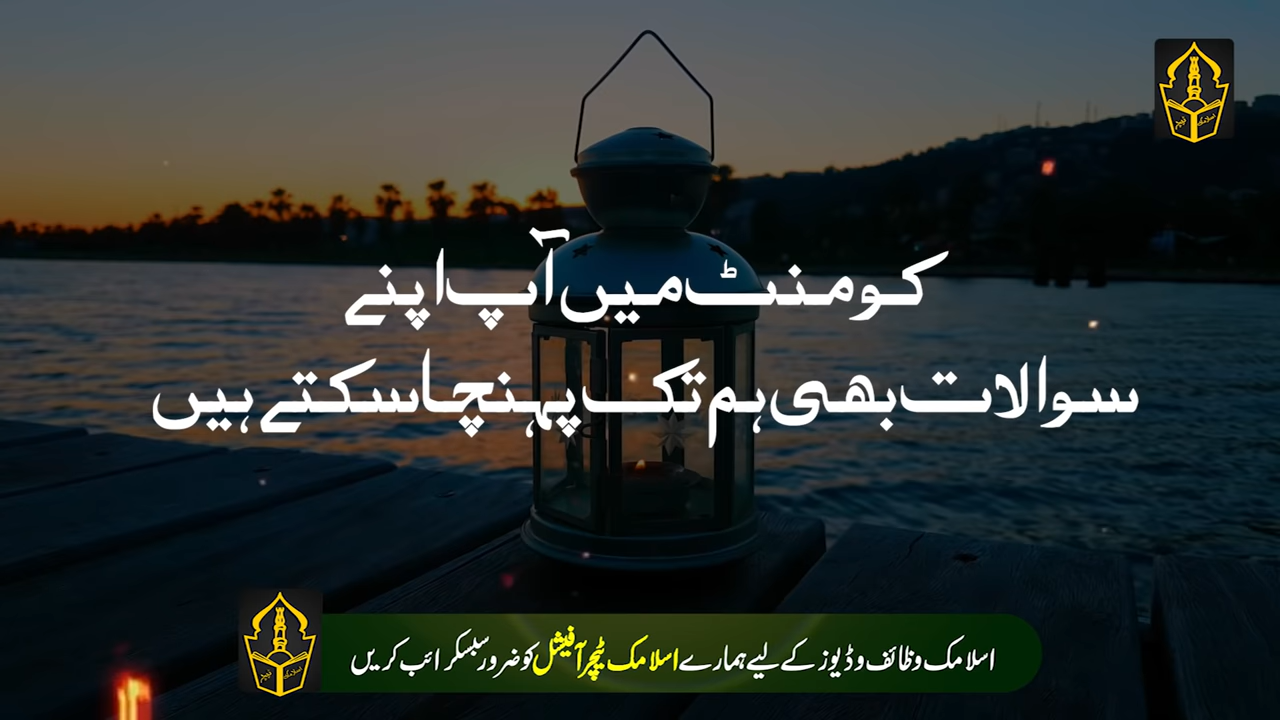 کومنٹ میں آپ اپنے
سوالات بھی ہم تک پہنچا سکتے ہیں
اسلامک وظائف وڈیوز کے لیے ہمارے اسلامک ٹیچر آفیشل کو ضرور سبسکرائب کریں